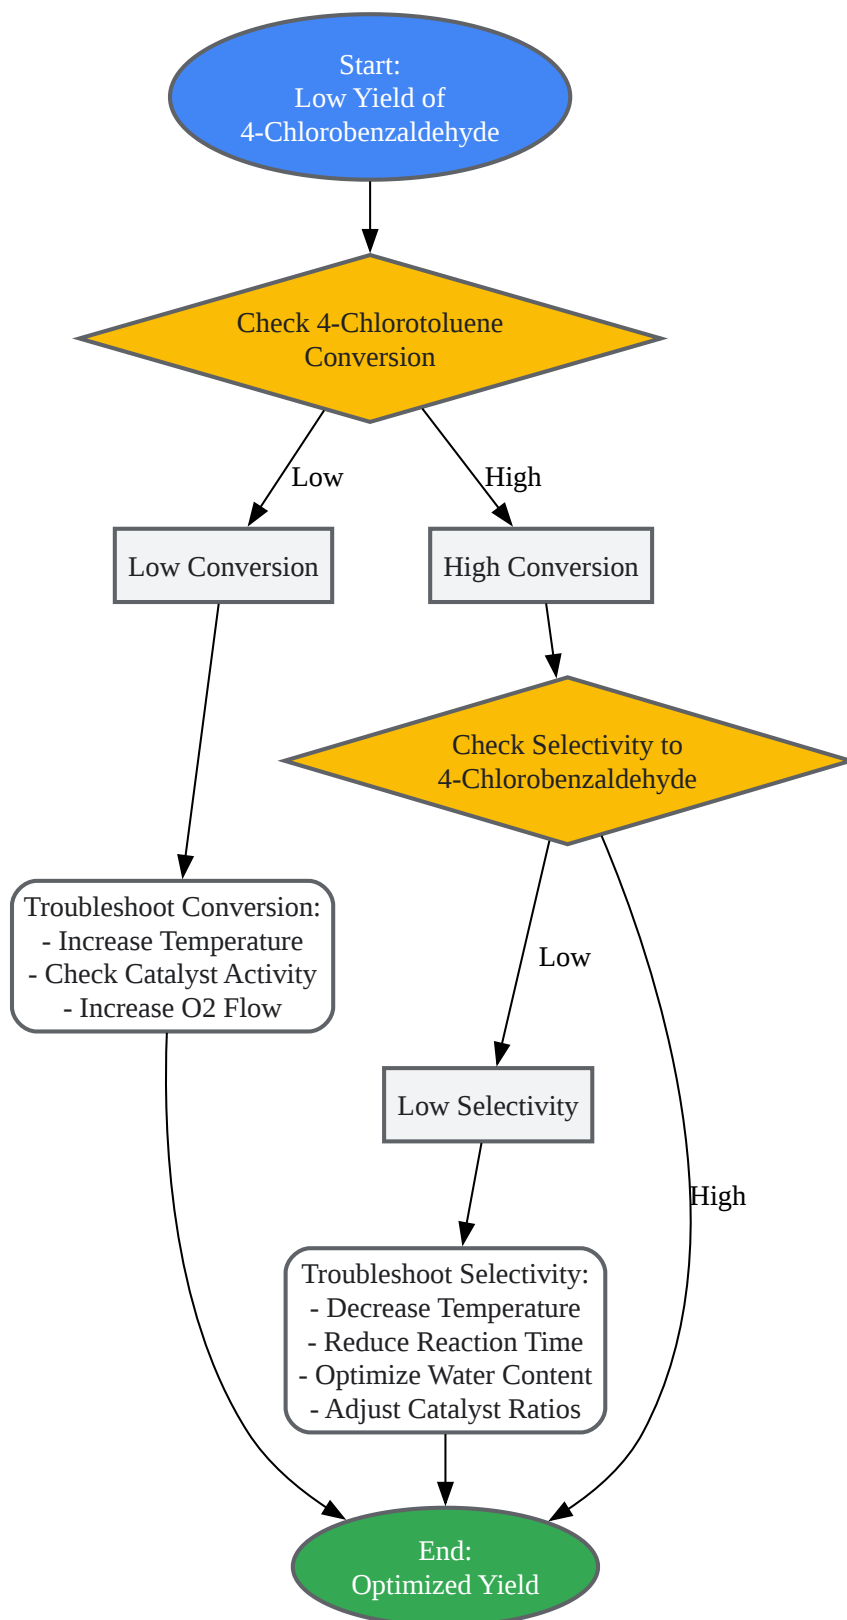 Start:
Low Yield of
4-Chlorobenzaldehyde
Check 4-Chlorotoluene
Conversion
Low
High
Low Conversion
High Conversion
Check Selectivity to
4-Chlorobenzaldehyde
Troubleshoot Conversion:
- Increase Temperature
- Check Catalyst Activity
- Increase O2 Flow
Low
Low Selectivity
High
Troubleshoot Selectivity:
- Decrease Temperature
- Reduce Reaction Time
- Optimize Water Content
- Adjust Catalyst Ratios
End:
Optimized Yield